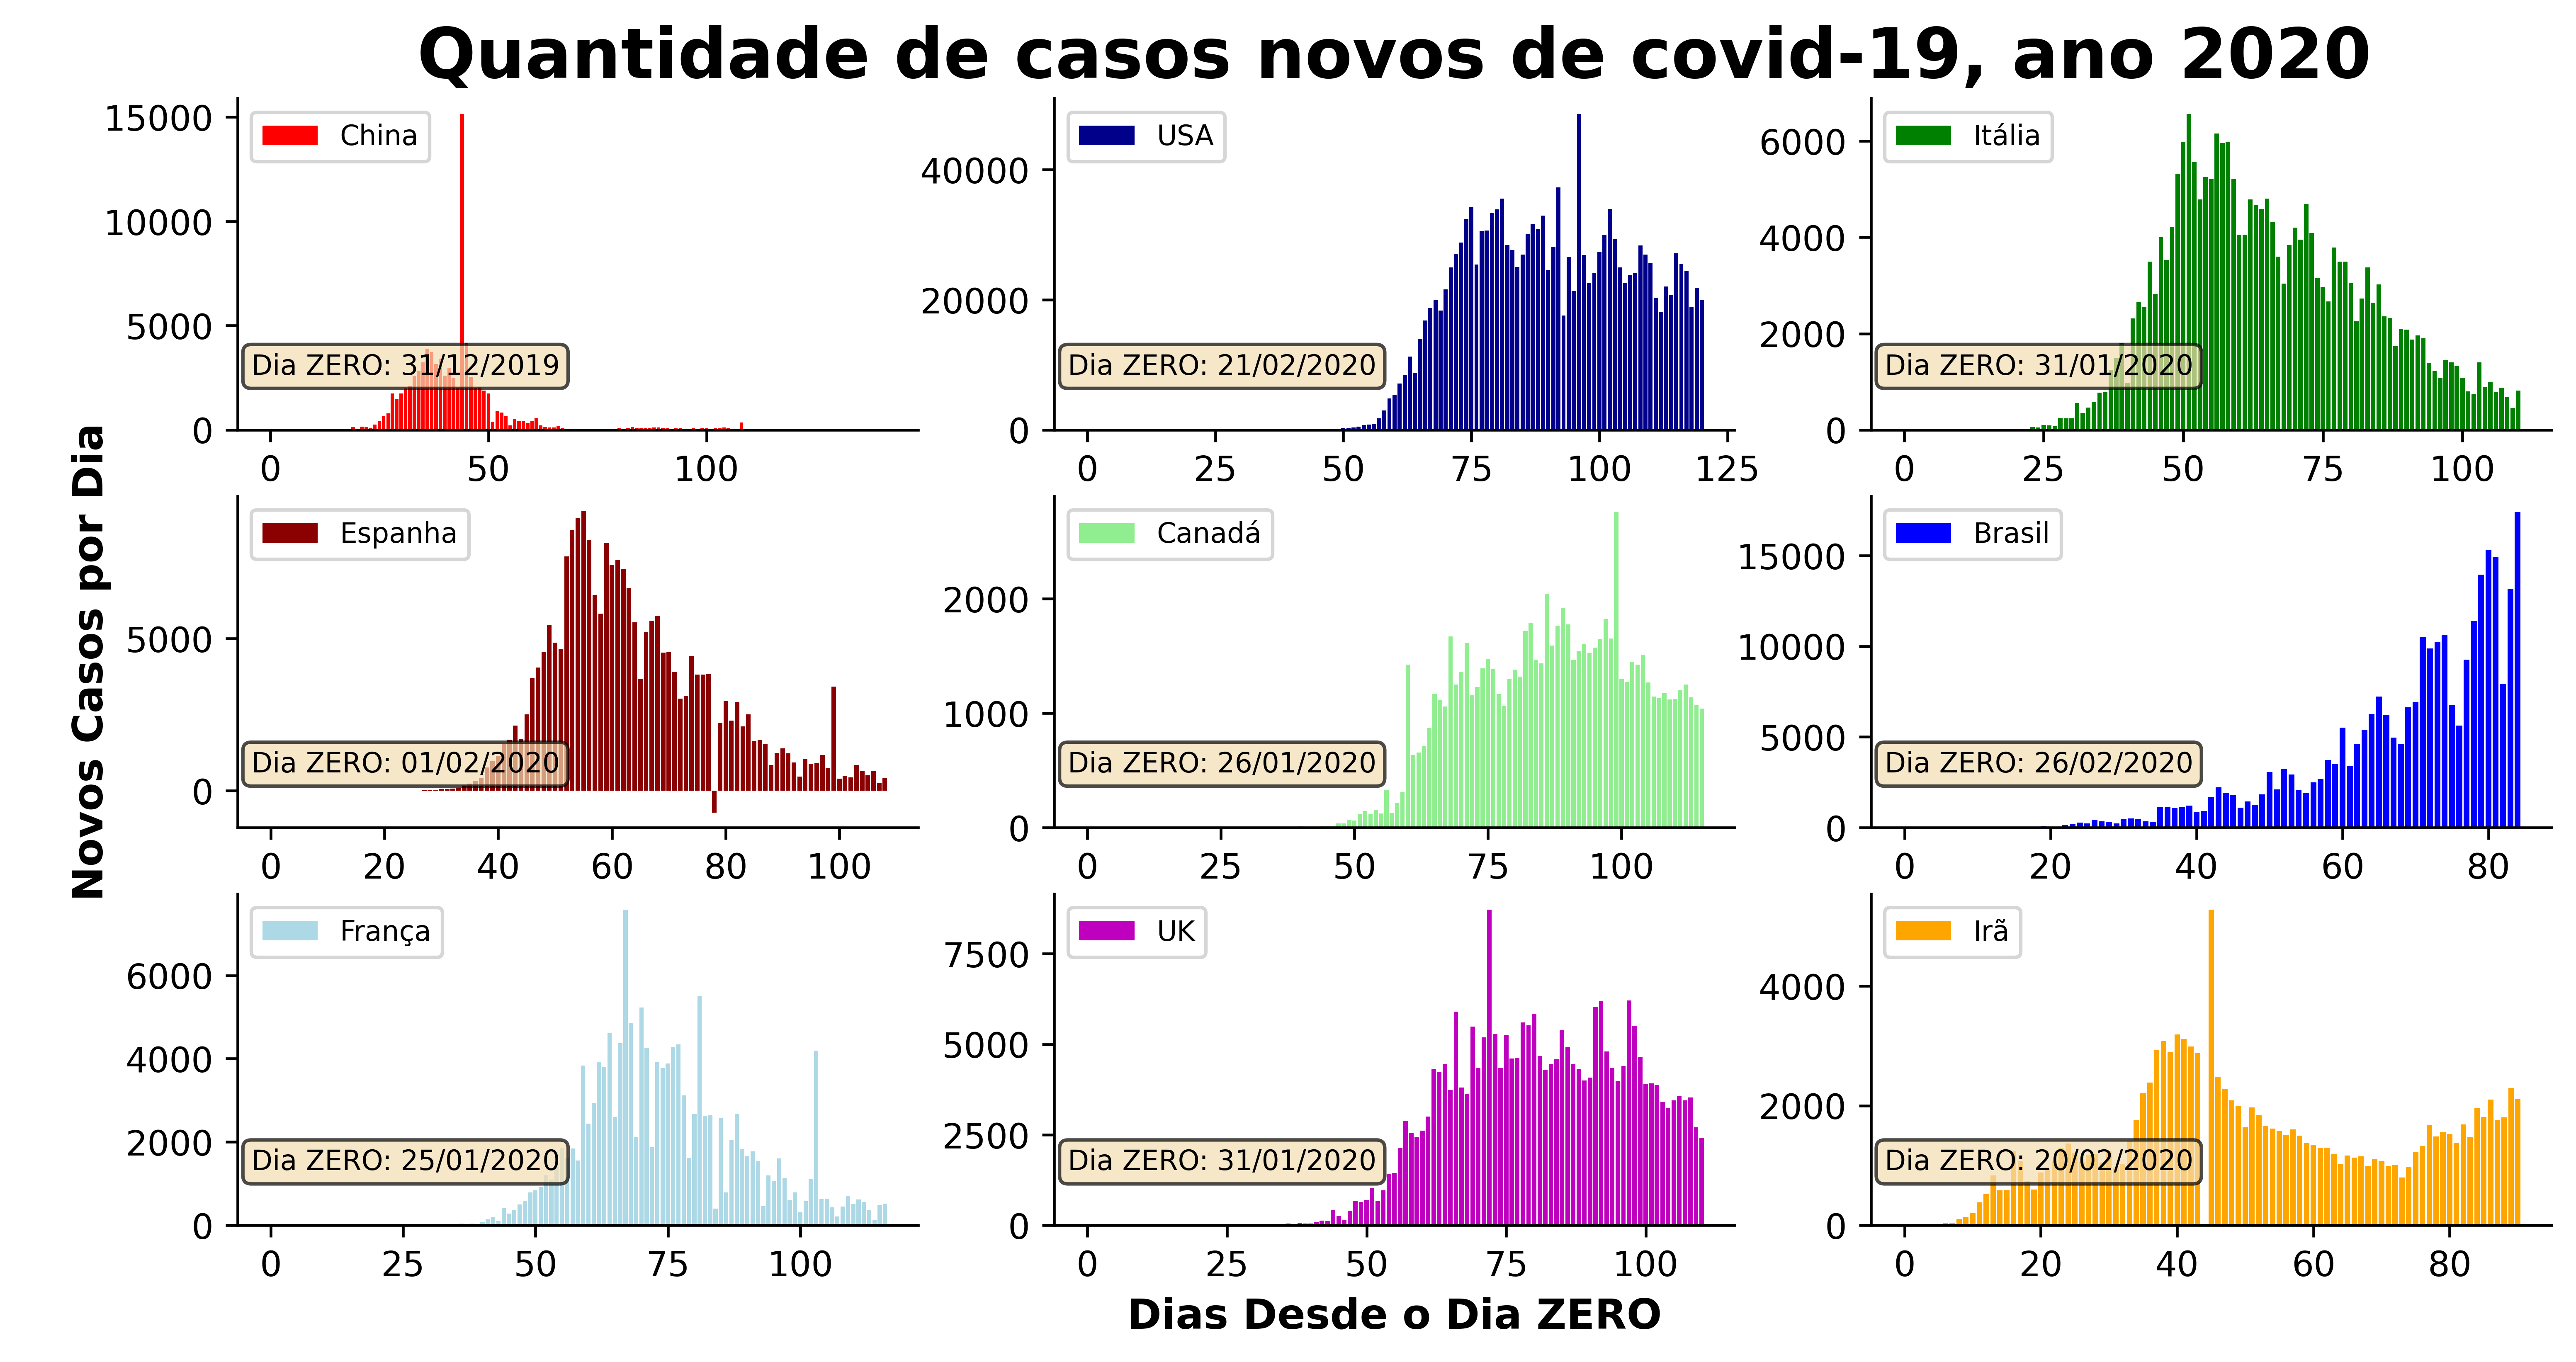 Quantidade de casos novos de covid-19, ano 2020
Novos Casos por Dia
China
15000
10000
5000
0
Dia ZERO: 31/12/2019
0 50 100
USA
40000
20000
0
Dia ZERO: 21/02/2020
0 25 50 75 100 125
Itália
6000
4000
2000
0
Dia ZERO: 31/01/2020
0 25 50 75 100
Espanha
5000
0
Dia ZERO: 01/02/2020
0 20 40 60 80 100
Canadá
2000
1000
0
Dia ZERO: 26/01/2020
0 25 50 75 100
Brasil
15000
10000
5000
0
Dia ZERO: 26/02/2020
0 20 40 60 80
França
6000
4000
2000
0
Dia ZERO: 25/01/2020
0 25 50 75 100
UK
7500
5000
2500
0
Dia ZERO: 31/01/2020
0 25 50 75 100
Irã
4000
2000
0
Dia ZERO: 20/02/2020
0 20 40 60 80
Dias Desde o Dia ZERO